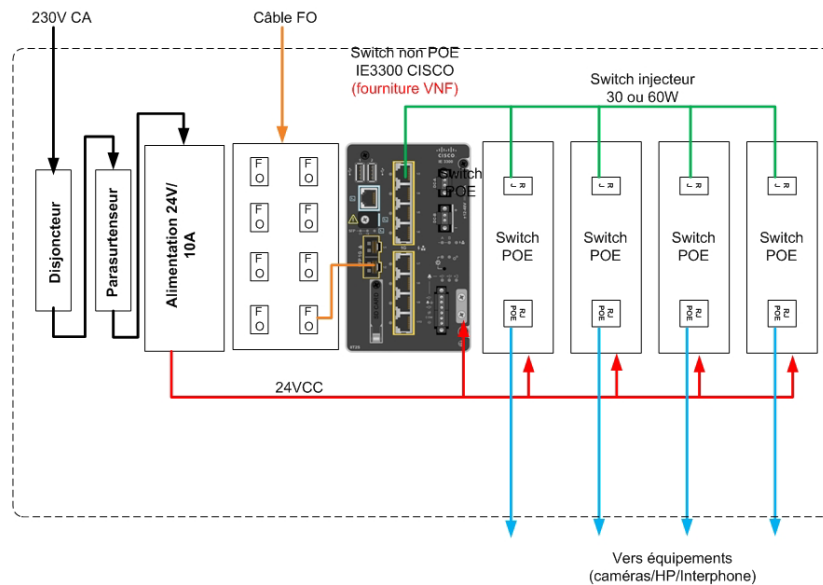 230V CA
Câble FO
Switch non POE
IE3300 CISCO
(fourniture VNF)
Switch injecteur
30 ou 60W
Disjoncteur
Parasurtenseur
Alimentation 24V/
10A
F
O
F
O
F
O
F
O
F
O
F
O
F
O
F
O
CISCO
Switch
POE
R
J
R
J
R
J
R
J
Switch
POE
Switch
POE
Switch
POE
Switch
POE
RJ
POE
RJ
POE
RJ
POE
RJ
POE
24VCC
Vers équipements
(caméras/HP/Interphone)